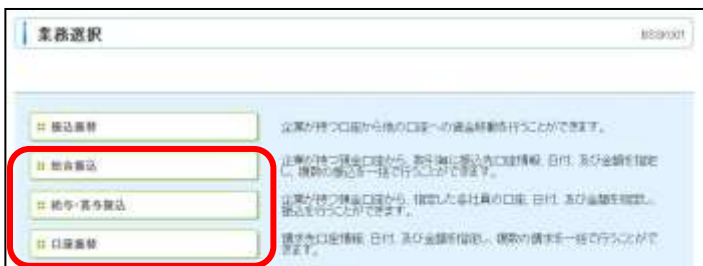 業務選択
BSSK001
振込振替
企業が持つ口座から他の口座への資金移動を行うことができます。
総合振込
企業が持つ預金口座から、取引毎に振込先口座情報、日付、及び金額を指定
し、複数の振込を一括で行うことができます。
給与・賞与振込
企業が持つ預金口座から、指定した各社員の口座、日付、及び金額を指定し、
振込を行うことができます。
口座振替
請求先口座情報、日付、及び金額を指定し、複数の請求を一括で行うことがで
きます。